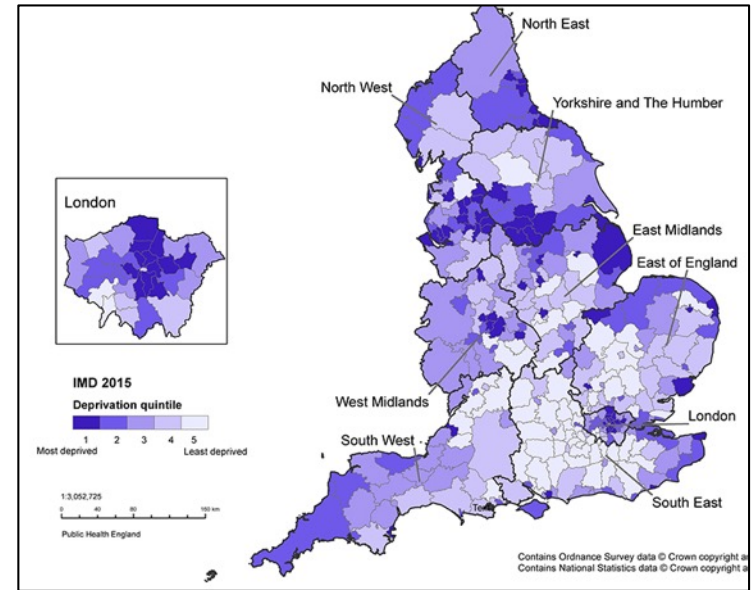 North East
North West
Yorkshire and The Humber
London
East Midlands
East of England
IMD 2015
Deprivation quintile
1 2 3 4 5
Most deprived Least deprived
West Midlands
London
South West
South East
1:3,052,725
0 40 80 160 km
Public Health England
Contains Ordnance Survey data © Crown copyright a
Contains National Statistics data © Crown copyright a